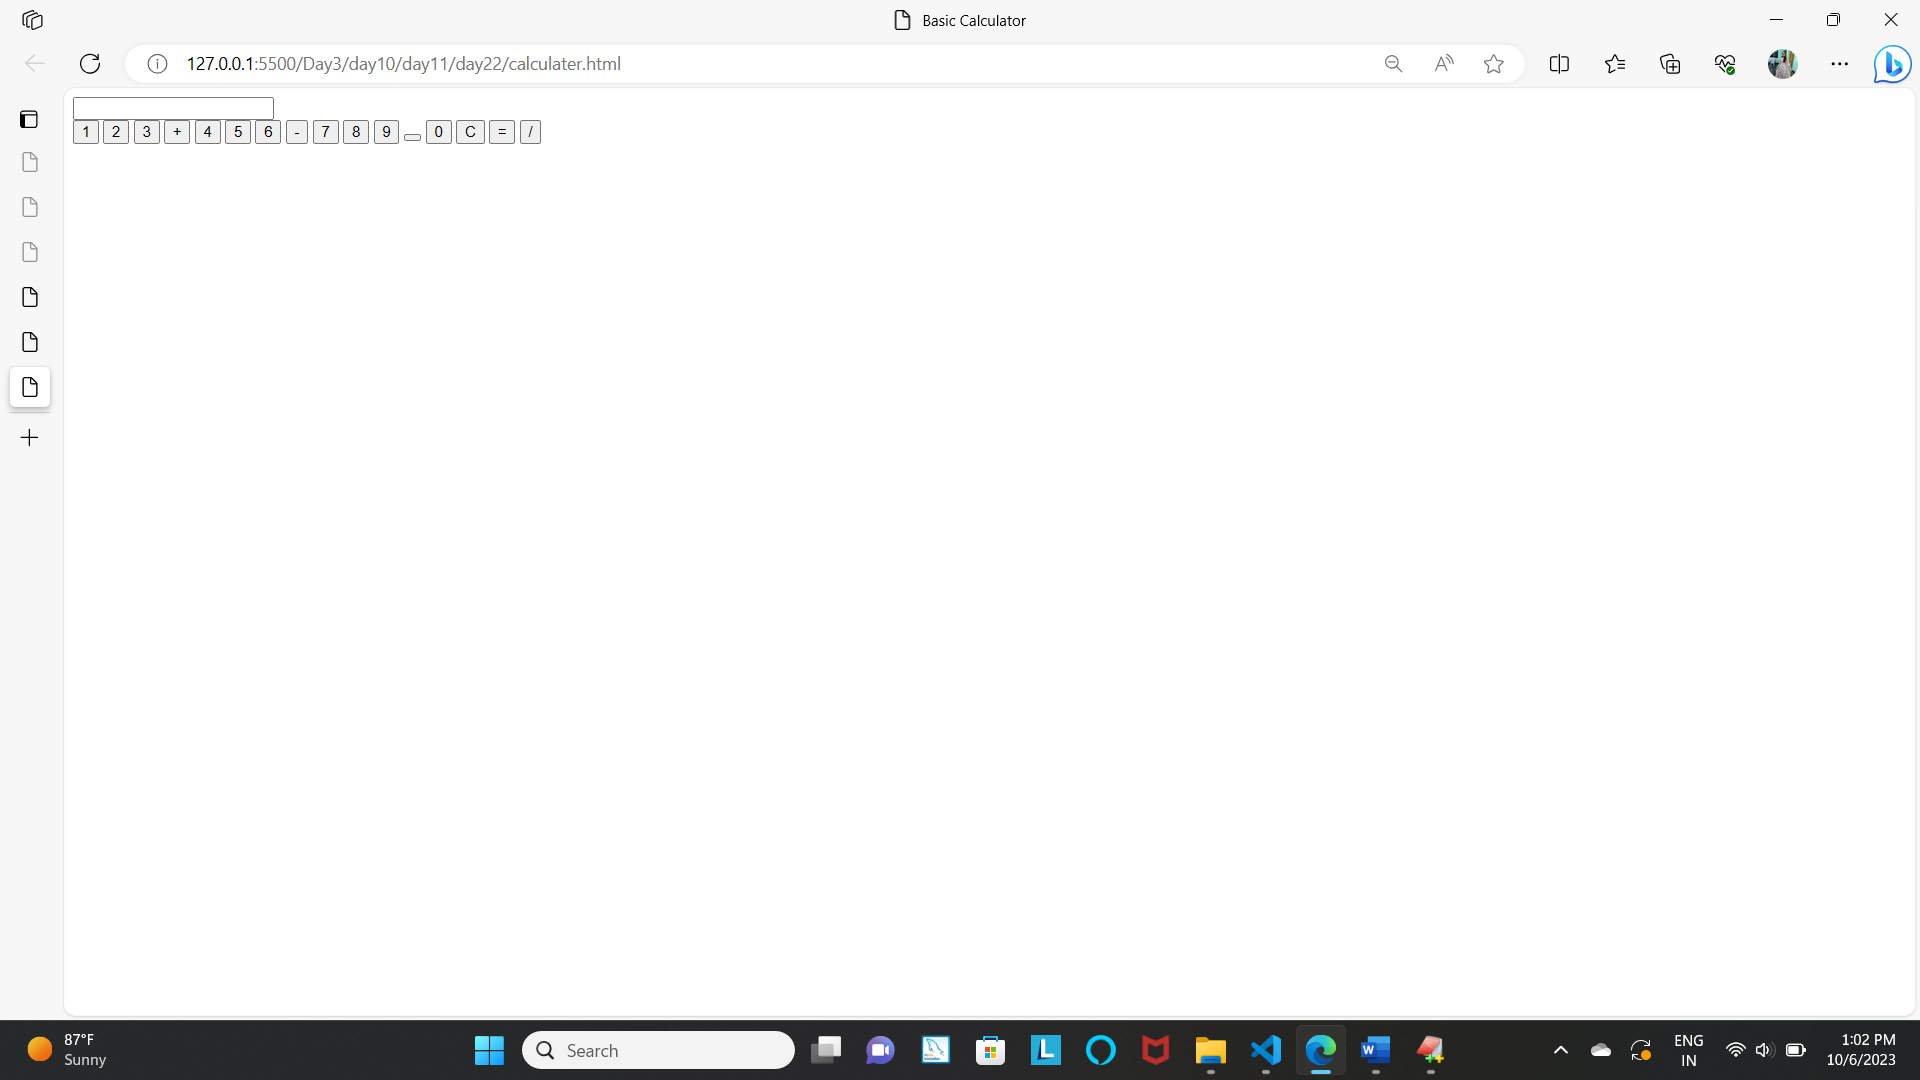 Basic Calculator
127.0.0.1:5500/Day3/day10/day11/day22/calculater.html
1 2 3 + 4 5 6 - 7 8 9 0 C = /
87°F
Sunny
Search
ENG
IN
1:02 PM
10/6/2023